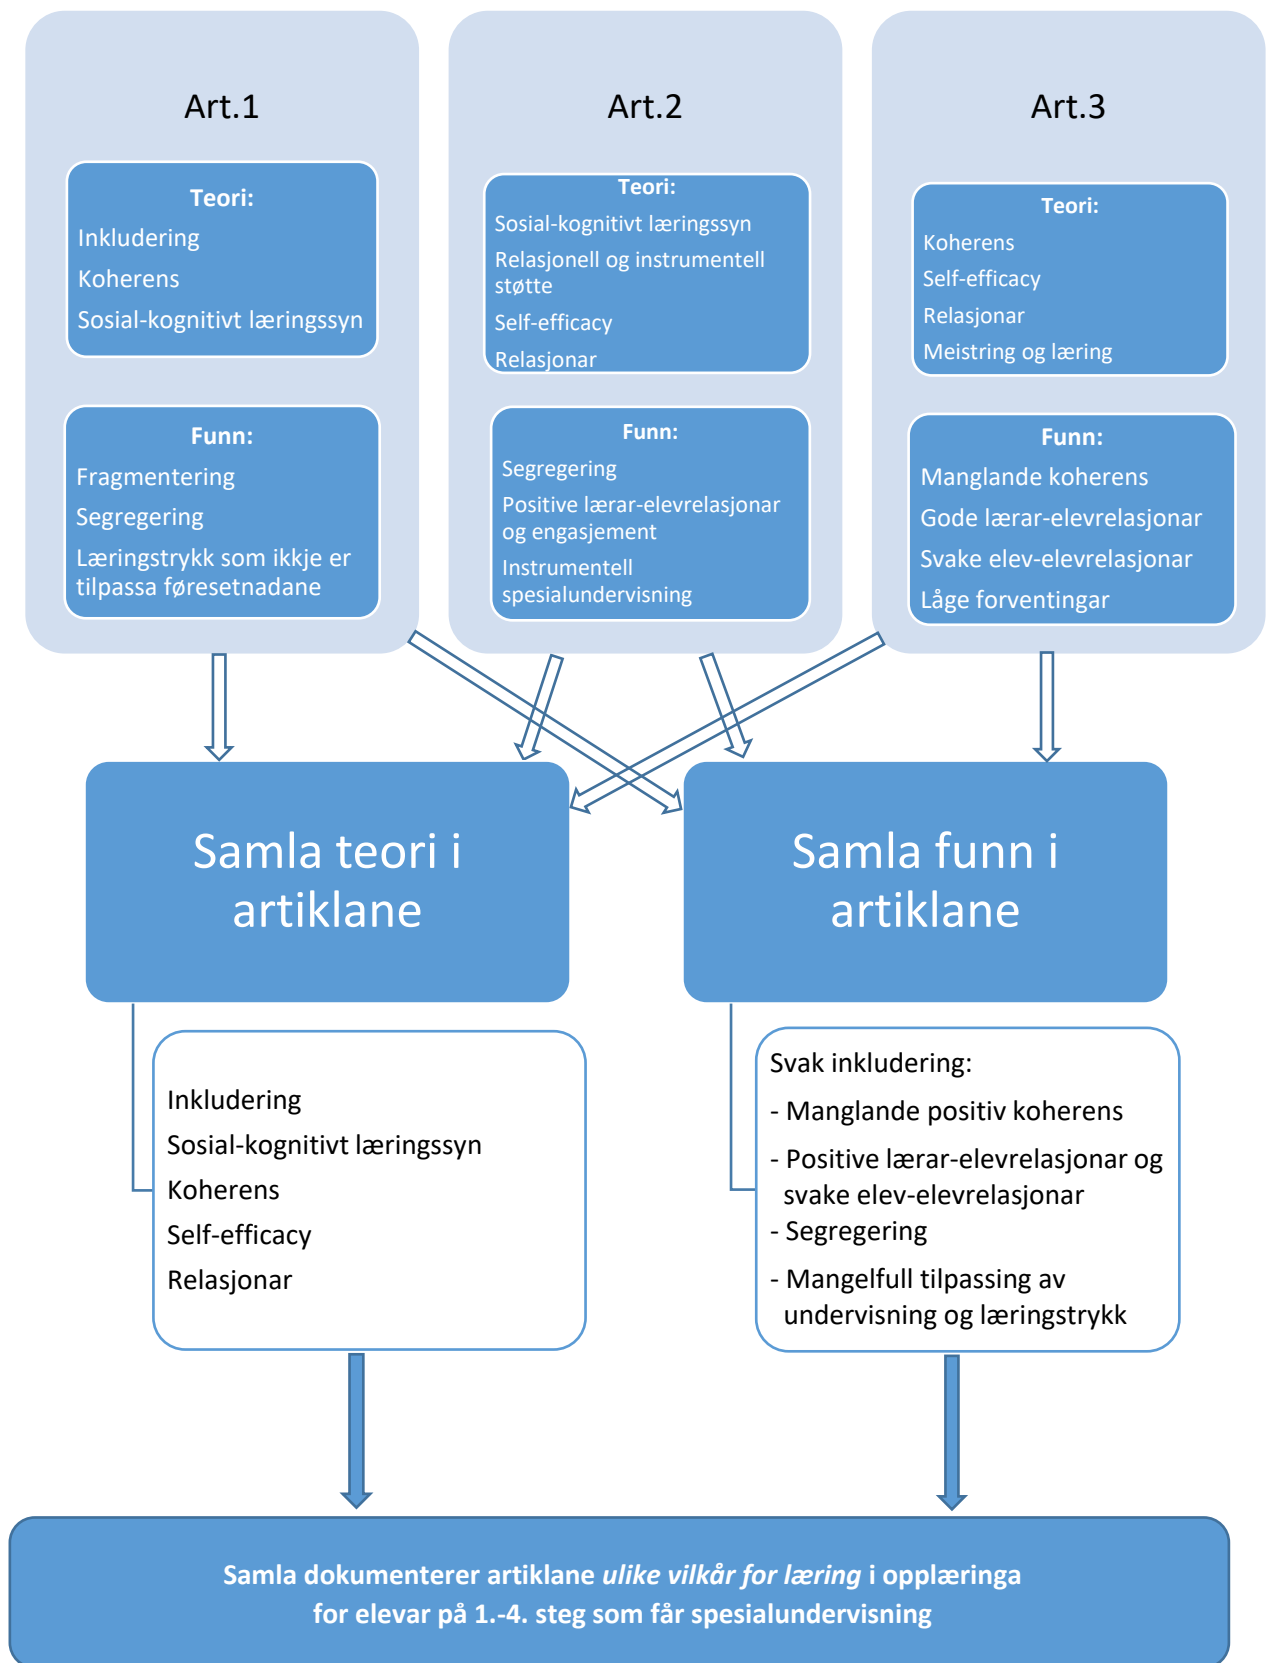 Art.1
Teori:
Inkludering
Koherens
Sosial-kognitivt læringssyn
Funn:
Fragmentering
Segregering
Læringstrykk som ikkje er
tilpassa føresetnadane
Art.2
Teori:
Sosial-kognitivt læringssyn
Relasjonell og instrumentell
støtte
Self-efficacy
Relasjonar
Funn:
Segregering
Positive lærar-elevrelasjonar
og engasjement
Instrumentell
spesialundervisning
Art.3
Teori:
Koherens
Self-efficacy
Relasjonar
Meistring og læring
Funn:
Manglande koherens
Gode lærar-elevrelasjonar
Svake elev-elevrelasjonar
Låge forventingar
Samla teori i
artiklane
Inkludering
Sosial-kognitivt læringssyn
Koherens
Self-efficacy
Relasjonar
Samla funn i
artiklane
Svak inkludering:
- Manglande positiv koherens
- Positive lærar-elevrelasjonar og
svake elev-elevrelasjonar
- Segregering
- Mangelfull tilpassing av
undervisning og læringstrykk
Samla dokumenterer artiklane ulike vilkår for læring i opplæringa
for elevar på 1.-4. steg som får spesialundervisning